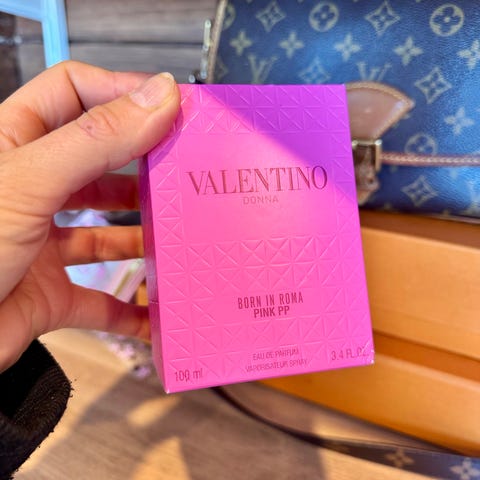 VALENTINO
DONNA
BORN IN ROMA
PINK PP
EAU DE PARFUM
VAPORISATEUR SPRAY
100 ml
3.4 FL.OZ.